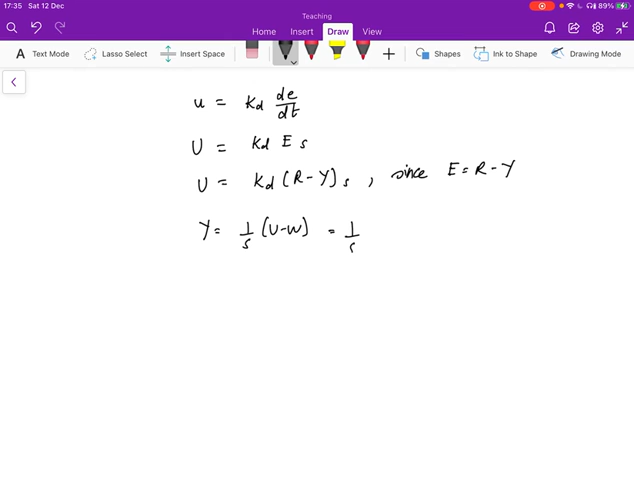 17:35 Sat 12 Dec
89%
Teaching
Home Insert Draw View
A Text Mode Lasso Select Insert Space Shapes Ink to Shape Drawing Mode
u = Kd de/dt
U = Kd E s
U = Kd (R-Y) s , since E = R - Y
Y = 1/s (U-W) = 1/s